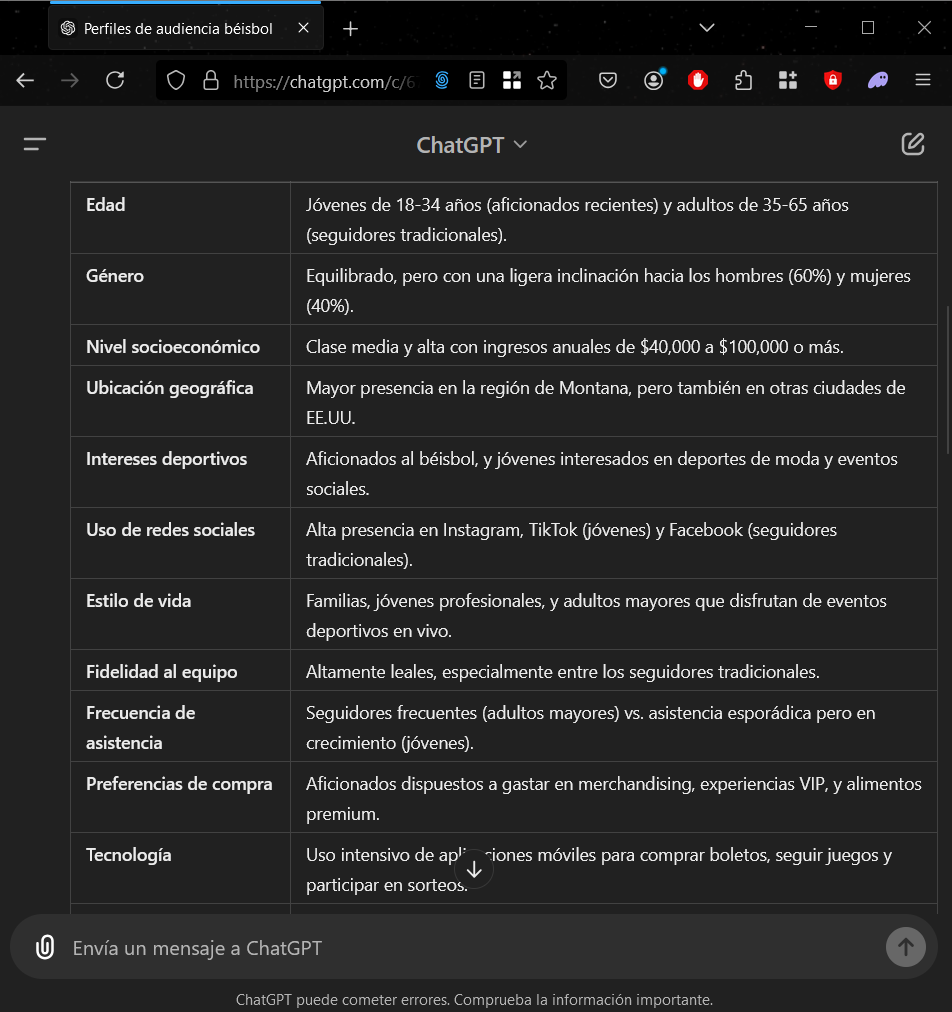 Perfiles de audiencia béisbol
https://chatgpt.com/c/6
ChatGPT
Edad
Jóvenes de 18-34 años (aficionados recientes) y adultos de 35-65 años
(seguidores tradicionales).
Género
Equilibrado, pero con una ligera inclinación hacia los hombres (60%) y mujeres
(40%).
Nivel socioeconómico
Clase media y alta con ingresos anuales de $40,000 a $100,000 o más.
Ubicación geográfica
Mayor presencia en la región de Montana, pero también en otras ciudades de
EE.UU.
Intereses deportivos
Aficionados al béisbol, y jóvenes interesados en deportes de moda y eventos
sociales.
Uso de redes sociales
Alta presencia en Instagram, TikTok (jóvenes) y Facebook (seguidores
tradicionales).
Estilo de vida
Familias, jóvenes profesionales, y adultos mayores que disfrutan de eventos
deportivos en vivo.
Fidelidad al equipo
Altamente leales, especialmente entre los seguidores tradicionales.
Frecuencia de
asistencia
Seguidores frecuentes (adultos mayores) vs. asistencia esporádica pero en
crecimiento (jóvenes).
Preferencias de compra
Aficionados dispuestos a gastar en merchandising, experiencias VIP, y alimentos
premium.
Tecnología
Uso intensivo de aplicaciones móviles para comprar boletos, seguir juegos y
participar en sorteos.
Envía un mensaje a ChatGPT
ChatGPT puede cometer errores. Comprueba la información importante.